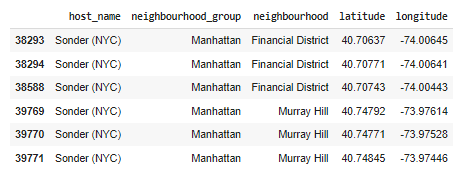 host_name neighbourhood_group neighbourhood latitude longitude
38293 Sonder (NYC) Manhattan Financial District 40.70637 -74.00645
38294 Sonder (NYC) Manhattan Financial District 40.70771 -74.00641
38588 Sonder (NYC) Manhattan Financial District 40.70743 -74.00443
39769 Sonder (NYC) Manhattan Murray Hill 40.74792 -73.97614
39770 Sonder (NYC) Manhattan Murray Hill 40.74771 -73.97528
39771 Sonder (NYC) Manhattan Murray Hill 40.74845 -73.97446